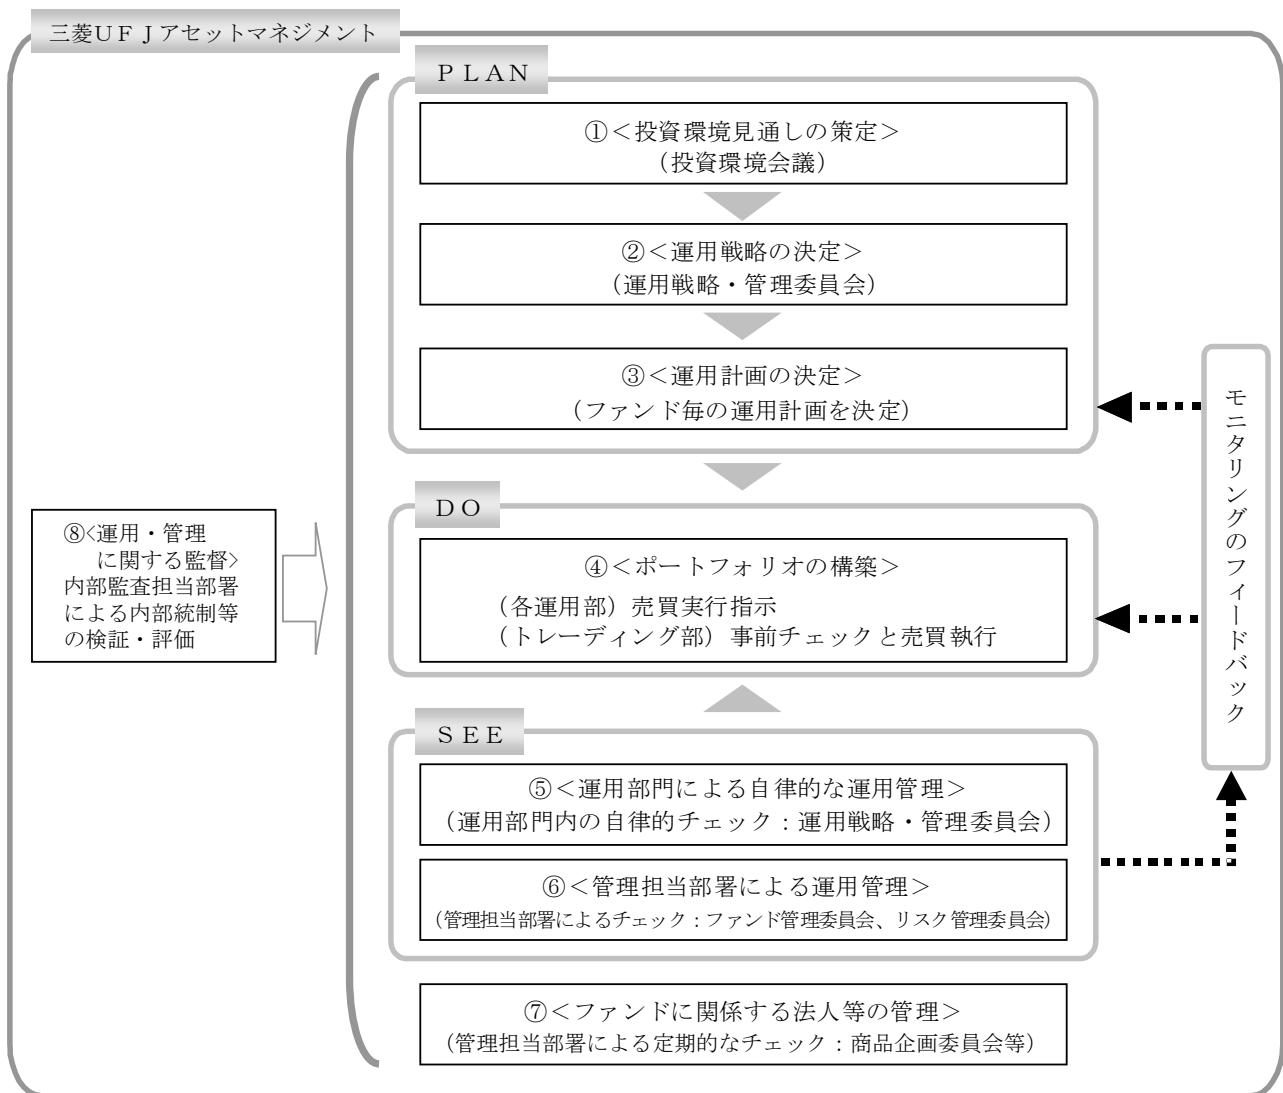 三菱UFJアセットマネジメント
PLAN
①＜投資環境見通しの策定＞
（投資環境会議）
②＜運用戦略の決定＞
（運用戦略・管理委員会）
③＜運用計画の決定＞
（ファンド毎の運用計画を決定）
DO
④＜ポートフォリオの構築＞
（各運用部）売買実行指示
（トレーディング部）事前チェックと売買執行
SEE
⑤＜運用部門による自律的な運用管理＞
（運用部門内の自律的チェック：運用戦略・管理委員会）
⑥＜管理担当部署による運用管理＞
（管理担当部署によるチェック：ファンド管理委員会、リスク管理委員会）
⑦＜ファンドに関係する法人等の管理＞
（管理担当部署による定期的なチェック：商品企画委員会等）
⑧<運用・管理
に関する監督>
内部監査担当部署
による内部統制等
の検証・評価
モニタリングのフィードバック